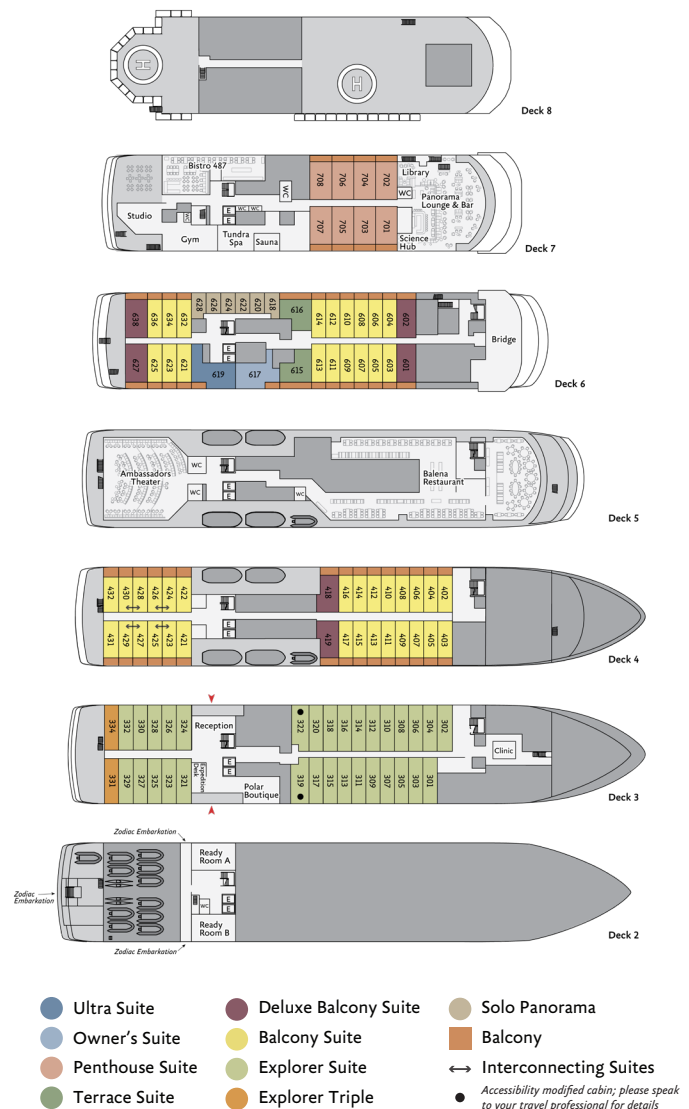 H
H
Deck 8
Bistro 487
WC
708
706
704
702
Library
WC
Panorama
Lounge & Bar
Studio
WC
E
E
WC
WC
Gym
Tundra
Spa
Sauna
707
705
703
701
Science
Hub
Deck 7
638
636
634
632
628
626
624
622
620
618
616
614
612
610
608
606
604
602
E
E
Bridge
627
625
623
621
619
617
615
613
611
609
607
605
603
601
Deck 6
Ambassadors
Theater
WC
WC
E
E
WC
Balena
Restaurant
Deck 5
432
430
428
426
424
422
418
416
414
412
410
408
406
404
402
E
E
431
429
427
425
423
421
419
417
415
413
411
409
407
405
403
Deck 4
334
332
330
328
326
324
Reception
322
320
318
316
314
312
310
308
306
304
302
E
E
Clinic
331
329
327
325
323
321
Expedition
Desk
Polar
Boutique
319
317
315
313
311
309
307
305
303
301
Deck 3
Zodiac Embarkation
Ready
Room A
Zodiac
Embarkation
WC
E
E
Ready
Room B
Deck 2
Zodiac Embarkation
Ultra Suite
Deluxe Balcony Suite
Solo Panorama
Owner's Suite
Balcony Suite
Balcony
Penthouse Suite
Explorer Suite
Interconnecting Suites
Terrace Suite
Explorer Triple
Accessibility modified cabin; please speak
to your travel professional for details